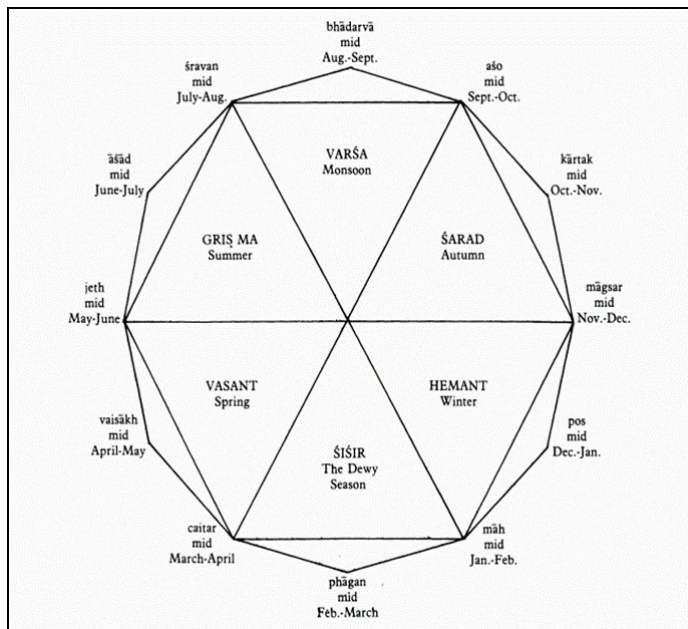 bhādarvā
mid
Aug.-Sept.
śravan
mid
July-Aug.
aśo
mid
Sept.-Oct.
VARŚA
Monsoon
āśāḍ
mid
June-July
kārtak
mid
Oct.-Nov.
GRIṢ MA
Summer
ŚARAD
Autumn
jeth
mid
May-June
māgsar
mid
Nov.-Dec.
VASANT
Spring
HEMANT
Winter
vaisākh
mid
April-May
pos
mid
Dec.-Jan.
ŚIŚIR
The Dewy
Season
caitar
mid
March-April
māh
mid
Jan.-Feb.
phāgan
mid
Feb.-March